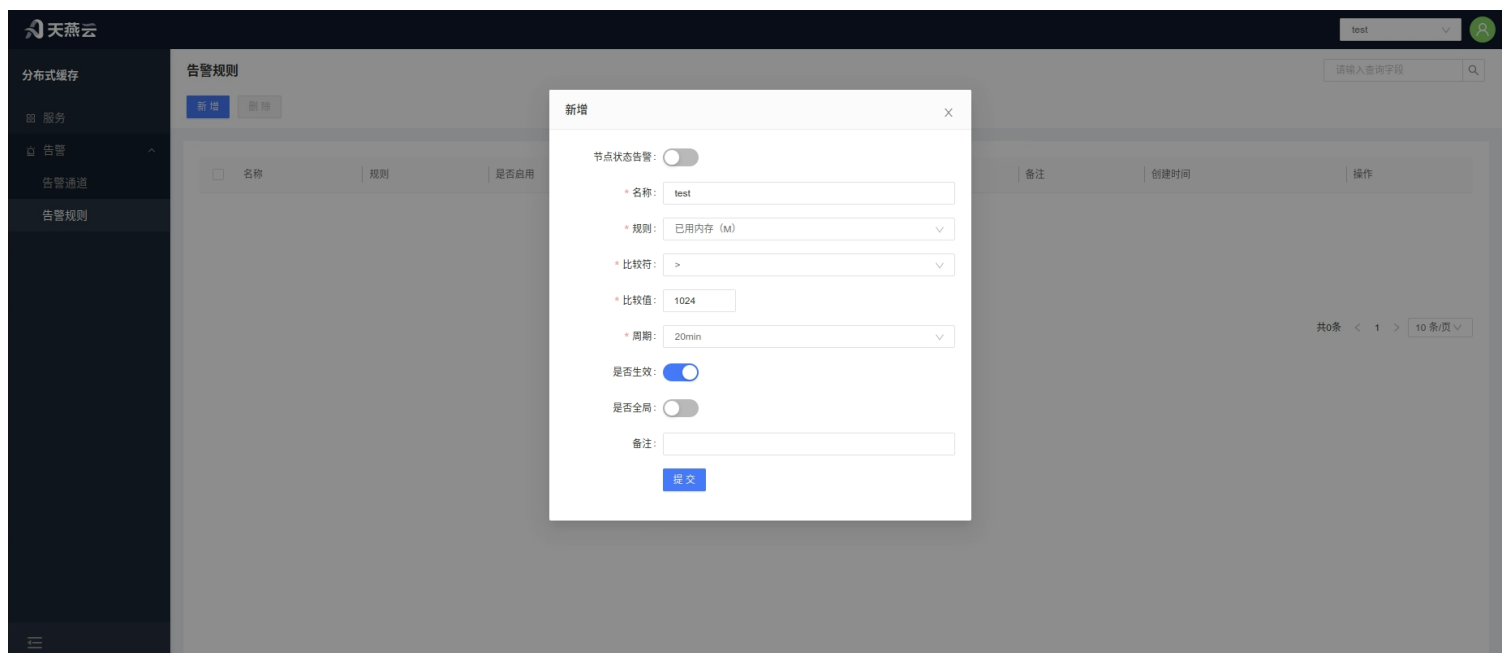 天燕云
test
分布式缓存
服务
告警
告警通道
告警规则
告警规则
请输入查询字段
新增 删除
名称 规则 是否启用 备注 创建时间 操作
共0条 < 1 > 10 条/页
新增
节点状态告警:
* 名称: test
* 规则: 已用内存（M）
* 比较符: >
* 比较值: 1024
* 周期: 20min
是否生效:
是否全局:
备注:
提交